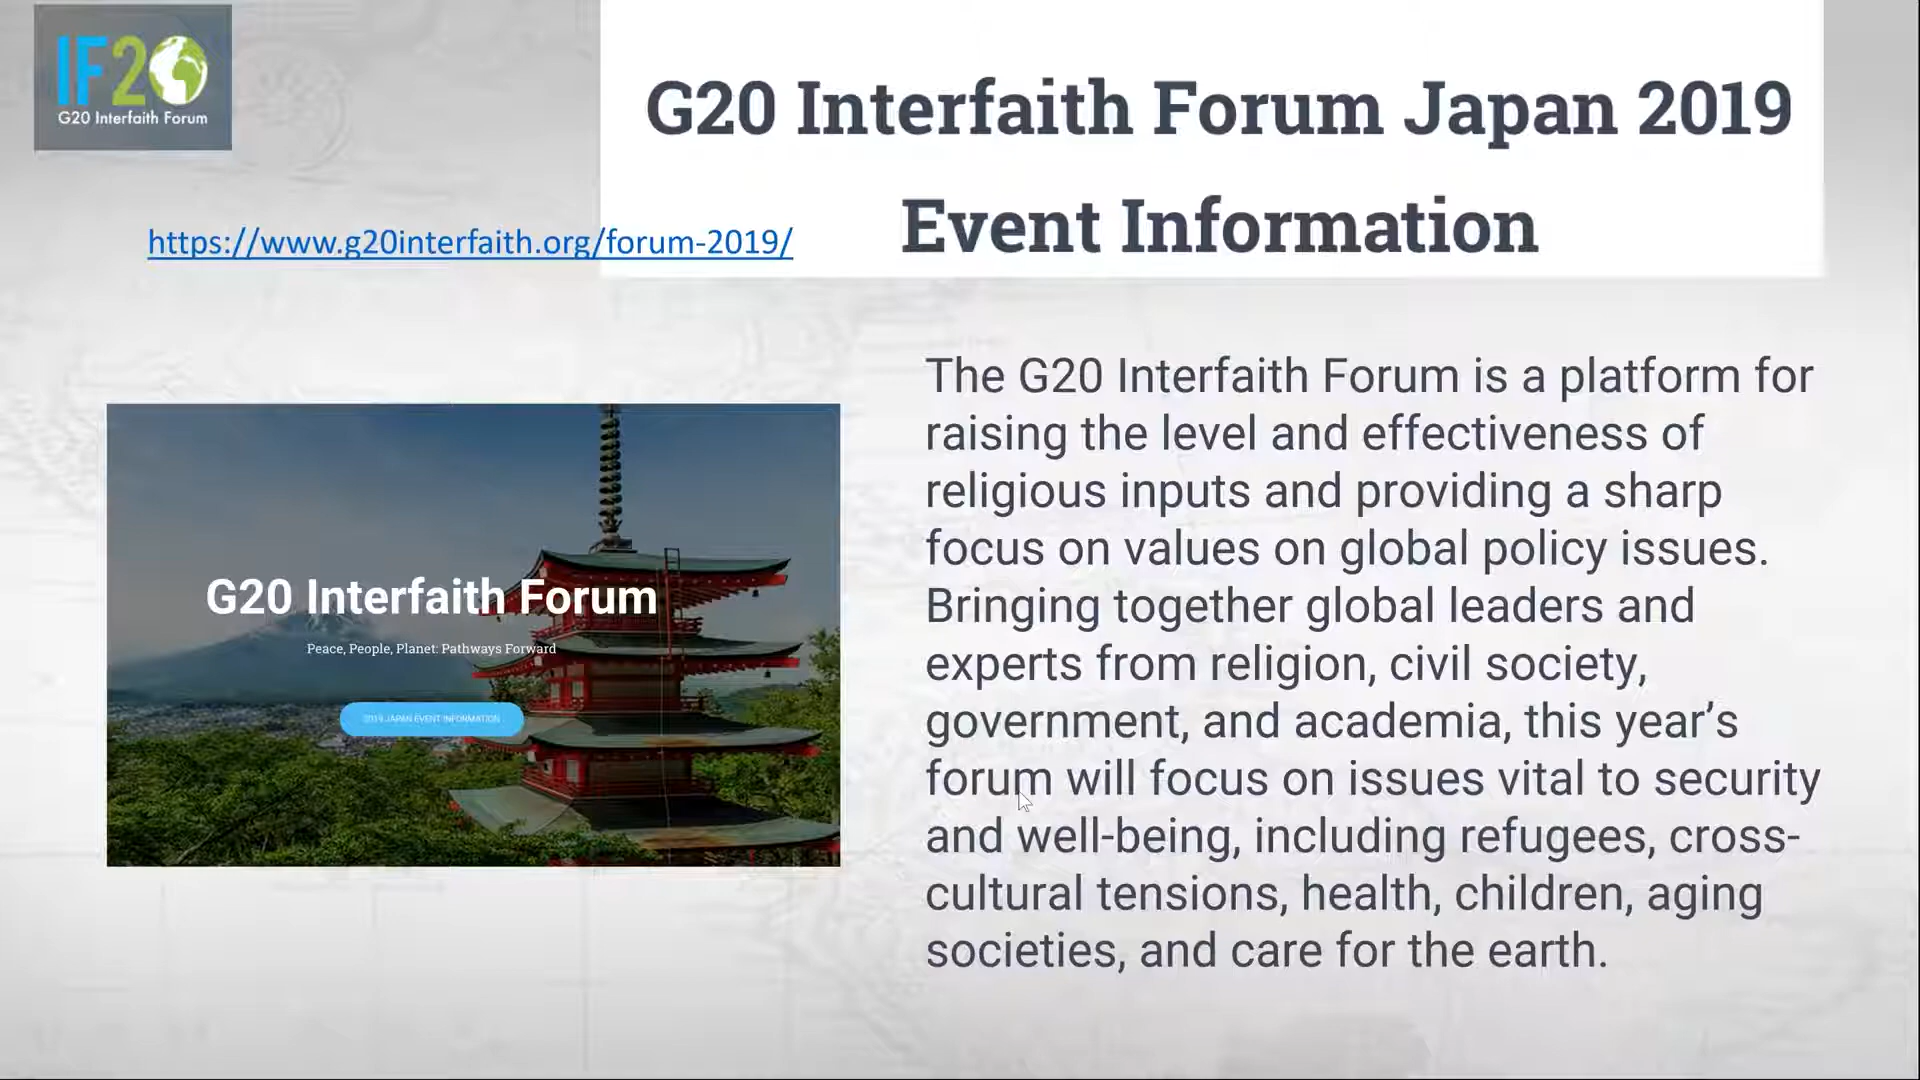 IF20
G20 Interfaith Forum
G20 Interfaith Forum Japan 2019
Event Information
https://www.g20interfaith.org/forum-2019/
G20 Interfaith Forum
Peace, People, Planet: Pathways Forward
2019 JAPAN EVENT INFORMATION
The G20 Interfaith Forum is a platform for
raising the level and effectiveness of
religious inputs and providing a sharp
focus on values on global policy issues.
Bringing together global leaders and
experts from religion, civil society,
government, and academia, this year’s
forum will focus on issues vital to security
and well-being, including refugees, cross-
cultural tensions, health, children, aging
societies, and care for the earth.